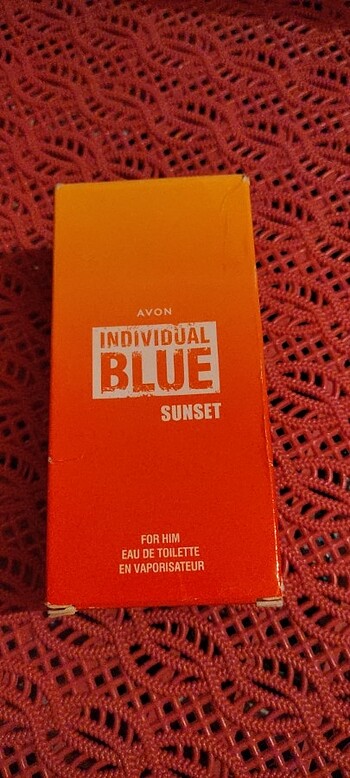 AVON
INDIVIDUAL
BLUE
SUNSET
FOR HIM
EAU DE TOILETTE
EN VAPORISATEUR